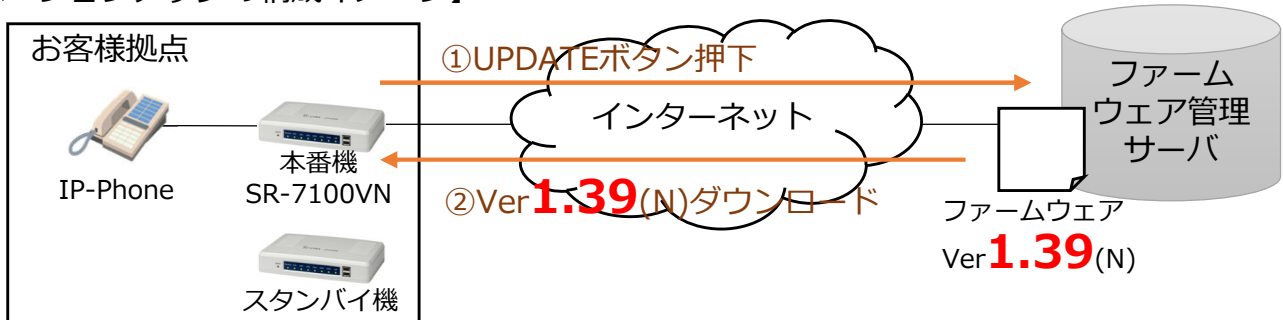 お客様拠点
①UPDATEボタン押下
ファーム
ウェア管理
サーバ
インターネット
本番機
SR-7100VN
IP-Phone
②Ver1.39(N)ダウンロード
ファームウェア
Ver1.39(N)
スタンバイ機